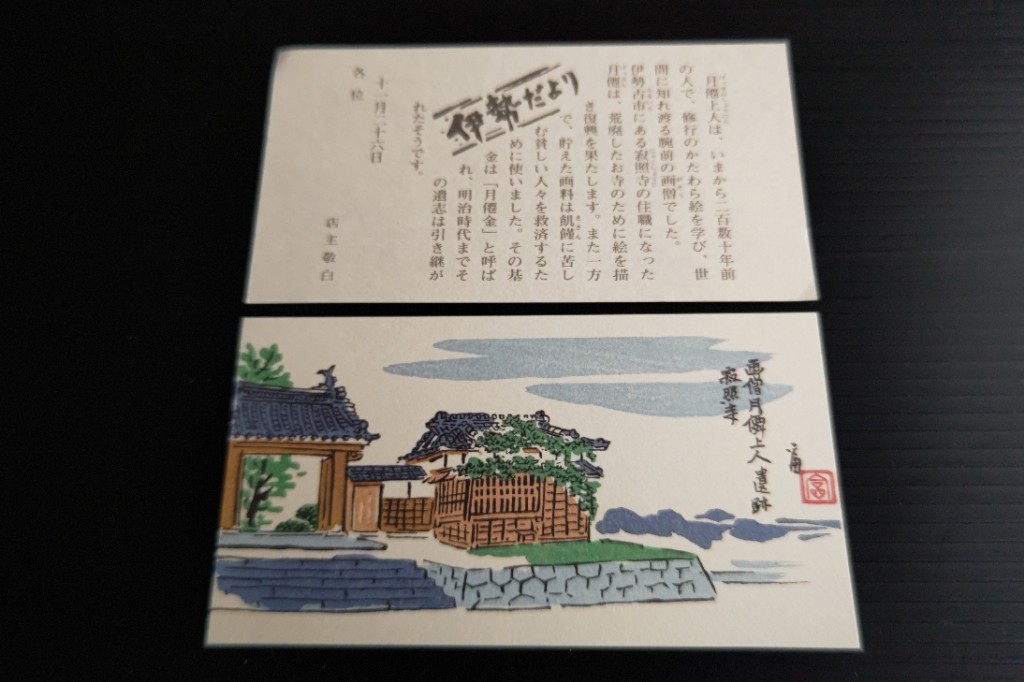 月僊上人は、いまから二百数十年前
の人で、修行のかたわら絵を学び、世
間に知れ渡る腕前の画僧でした。
伊勢古市にある寂照寺の住職になった
月僊は、荒廃したお寺のために絵を描
き復興を果たします。また一方
で、貯えた画料は飢饉に苦し
む貧しい人々を救済するた
めに使いました。その基
金は「月僊金」と呼ば
れ、明治時代までそ
の遺志は引き継が
れたそうです。
伊勢だより
十一月二十六日
店主敬白
各位
画僧月僊上人遺跡
寂照寺